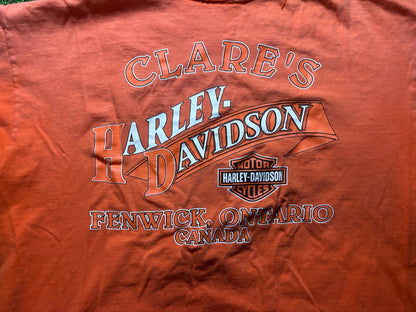 CLARE'S
HARLEY-
DAVIDSON
MOTOR
HARLEY-DAVIDSON
CYCLES
FENWICK, ONTARIO
CANADA